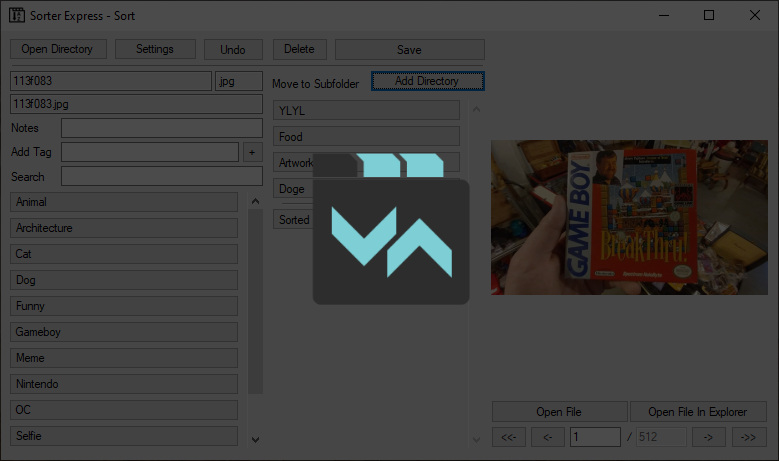 Sorter Express - Sort
Open Directory
Settings
Undo
Delete
Save
113f083
.jpg
Move to Subfolder
Add Directory
113f083.jpg
Notes
Add Tag
+
Search
YLYL
Food
Artwork
Doge
Sorted
Animal
Architecture
Cat
Dog
Funny
Gameboy
Meme
Nintendo
OC
Selfie
GAME BOY
BreakThru!
Open File
Open File In Explorer
<<-
<-
1
/ 512
->
->>